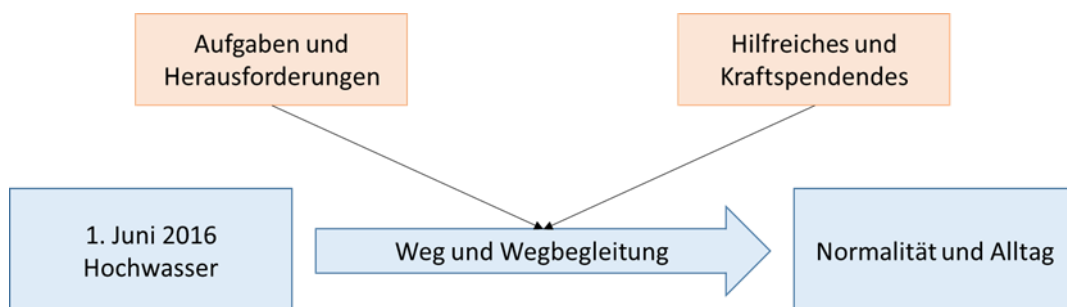 Aufgaben und
Herausforderungen
Hilfreiches und
Kraftspendendes
1. Juni 2016
Hochwasser
Weg und Wegbegleitung
Normalität und Alltag